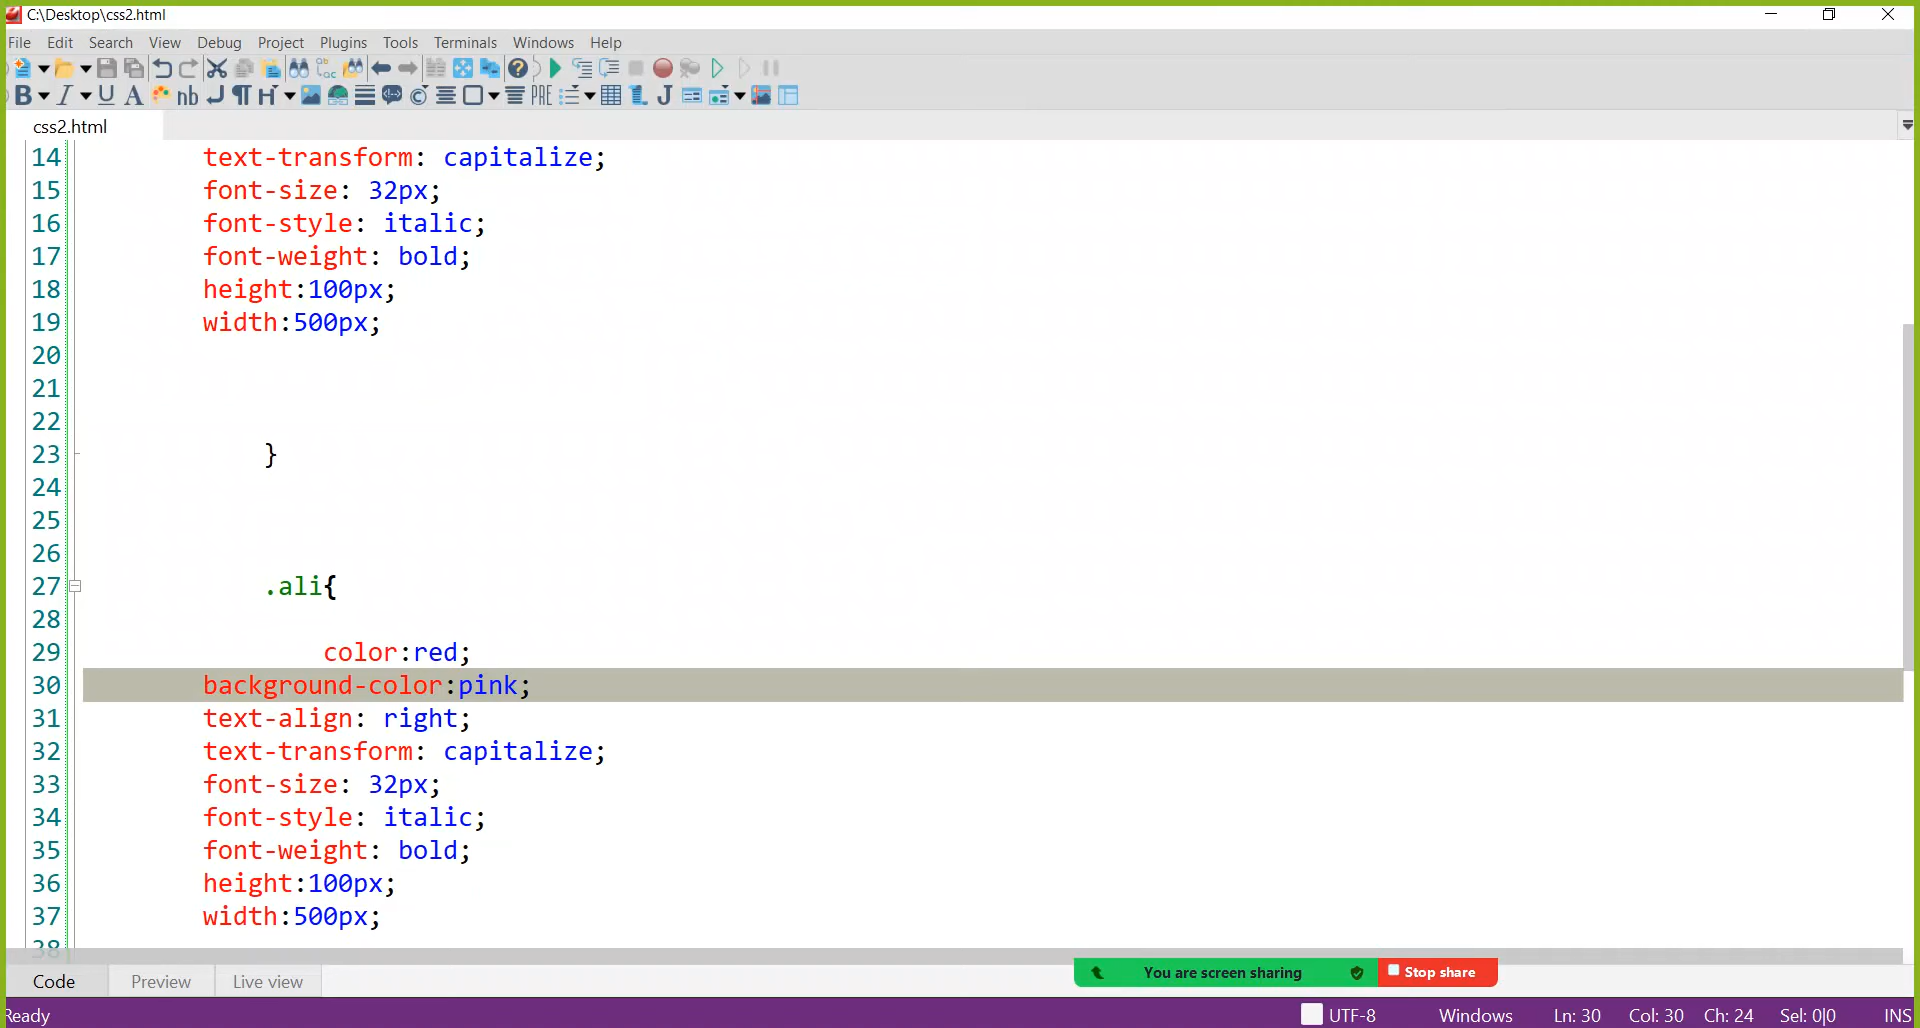 C:\Desktop\css2.html
File Edit Search View Debug Project Plugins Tools Terminals Windows Help
B I U A nb ¶ H © PRE J
css2.html
14 text-transform: capitalize;
15 font-size: 32px;
16 font-style: italic;
17 font-weight: bold;
18 height:100px;
19 width:500px;
20
21
22
23 }
24
25
26
27 .ali{
28
29 color:red;
30 background-color:pink;
31 text-align: right;
32 text-transform: capitalize;
33 font-size: 32px;
34 font-style: italic;
35 font-weight: bold;
36 height:100px;
37 width:500px;
38
Code Preview Live view
You are screen sharing Stop share
Ready UTF-8 Windows Ln: 30 Col: 30 Ch: 24 Sel: 0|0 INS